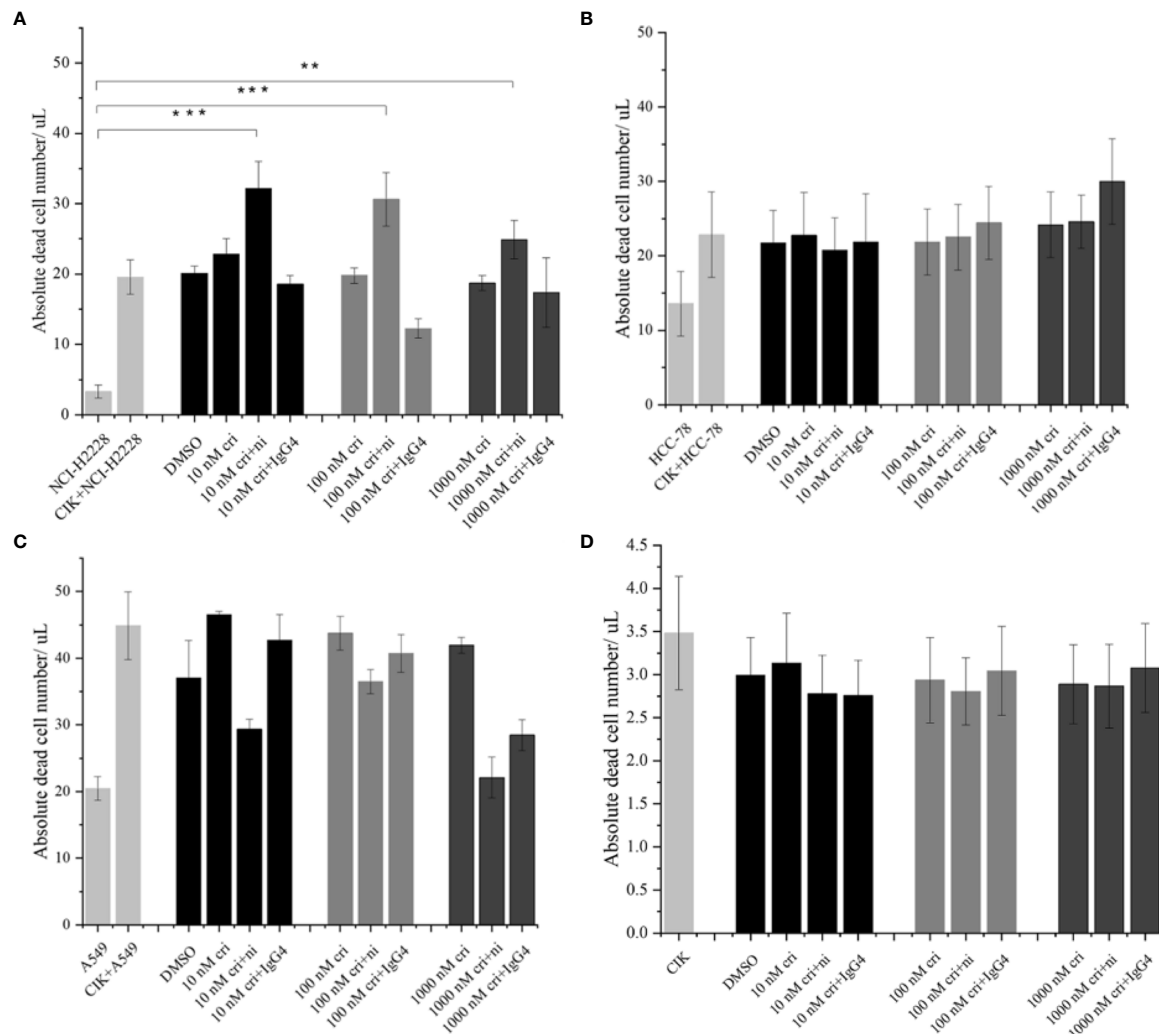 A
Absolute dead cell number/ uL
50
40
30
20
10
0
**
***
***
NCI-H2228
CIK+NCI-H2228
DMSO
10 nM cri
10 nM cri+ni
10 nM cri+IgG4
100 nM cri
100 nM cri+ni
100 nM cri+IgG4
1000 nM cri
1000 nM cri+ni
1000 nM cri+IgG4
B
Absolute dead cell number/ uL
50
40
30
20
10
0
HCC-78
CIK+HCC-78
DMSO
10 nM cri
10 nM cri+ni
10 nM cri+IgG4
100 nM cri
100 nM cri+ni
100 nM cri+IgG4
1000 nM cri
1000 nM cri+ni
1000 nM cri+IgG4
C
Absolute dead cell number/ uL
50
40
30
20
10
0
A549
CIK+A549
DMSO
10 nM cri
10 nM cri+ni
10 nM cri+IgG4
100 nM cri
100 nM cri+ni
100 nM cri+IgG4
1000 nM cri
1000 nM cri+ni
1000 nM cri+IgG4
D
Absolute dead cell number/ uL
4.5
4.0
3.5
3.0
2.5
2.0
1.5
1.0
0.5
0.0
CIK
DMSO
10 nM cri
10 nM cri+ni
10 nM cri+IgG4
100 nM cri
100 nM cri+ni
100 nM cri+IgG4
1000 nM cri
1000 nM cri+ni
1000 nM cri+IgG4